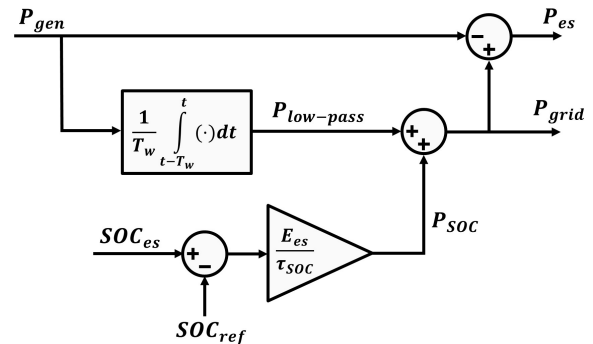 P_gen
P_es
−
+
1/T_w ∫_{t−T_w}^{t} (·)dt
P_low−pass
+
+
P_grid
P_SOC
SOC_es
+
−
E_es/τ_SOC
SOC_ref